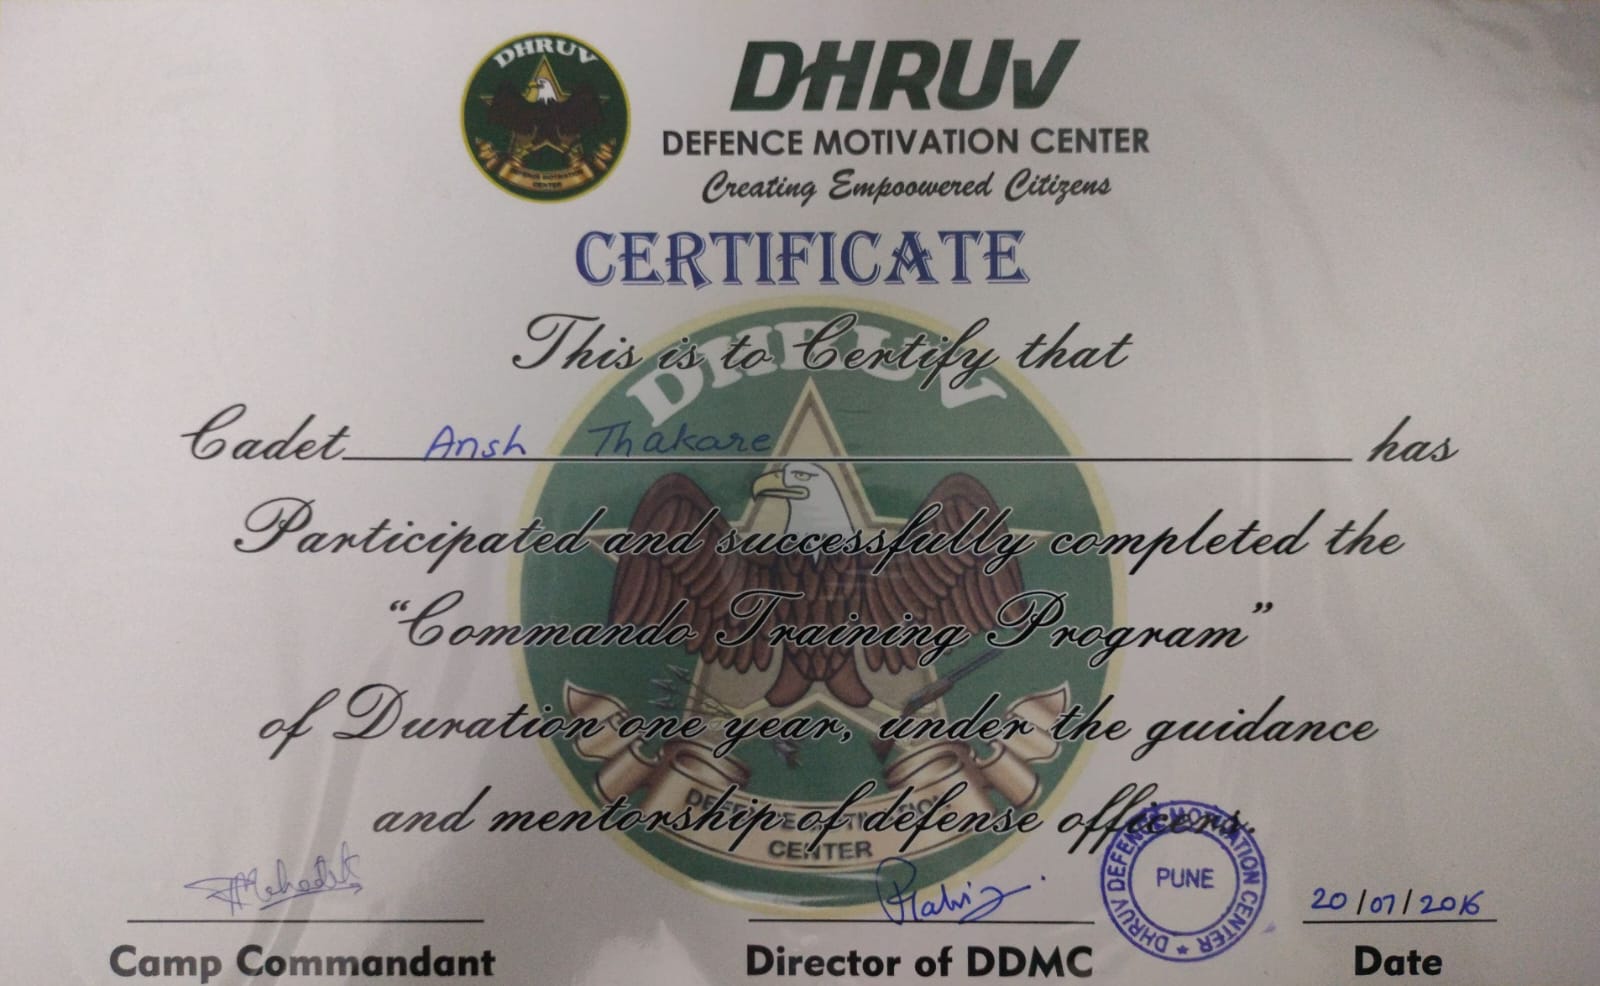 DHRUV
DEFENCE MOTIVATION CENTER
DHRUV
DEFENCE MOTIVATION CENTER
Creating Empoowered Citizens
CERTIFICATE
DHRUV
This is to Certify that
Cadet Ansh Thakare has
Participated and successfully completed the
"Commando Training Program"
of Duration one year, under the guidance
and mentorship of defense officers.
DEFENCE MOTIVATION
CENTER
DHRUV DEFENCE MOTIVATION CENTER ★
PUNE
20/07/2016
Camp Commandant
Director of DDMC
Date